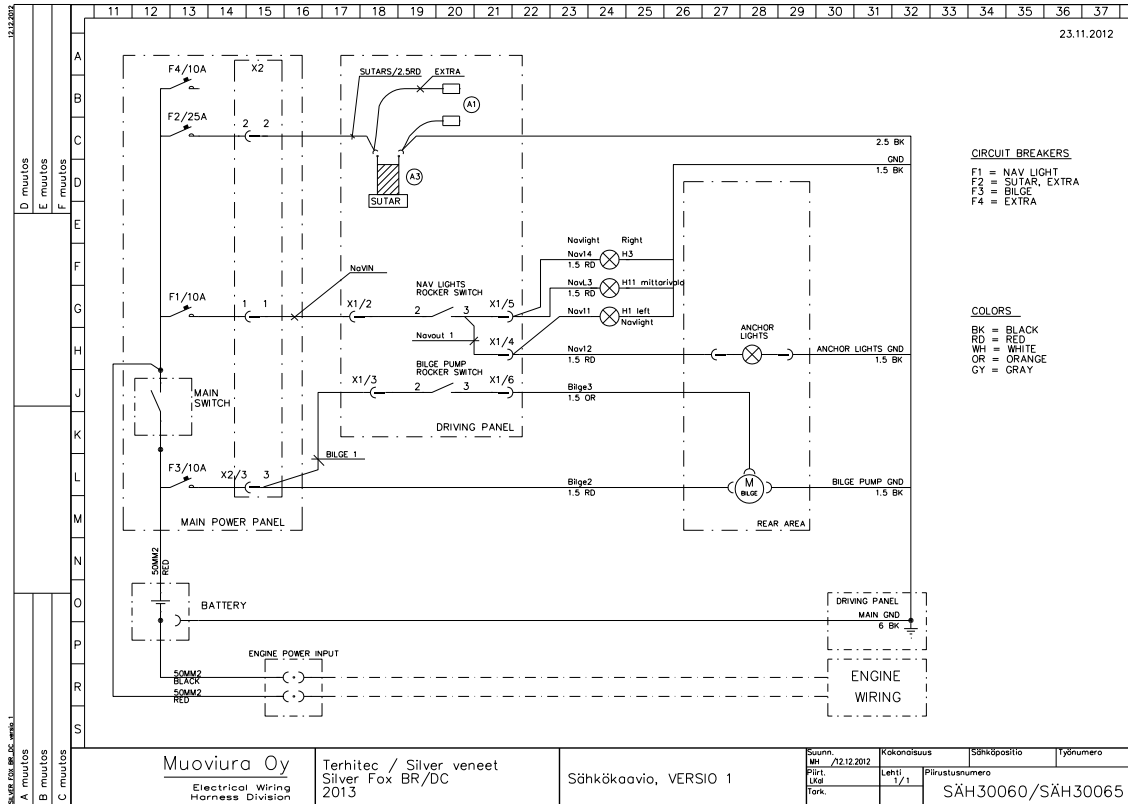 11 12 13 14 15 16 17 18 19 20 21 22 23 24 25 26 27 28 29 30 31 32 33 34 35 36 37
12.12.2012
23.11.2012
A
B
C
D
E
F
G
H
J
K
L
M
N
O
P
R
S
D muutos
E muutos
F muutos
A muutos
B muutos
C muutos
SILVER FOX BR_DC versio 1
F4/10A
X2
SUTARS/2.5RD
EXTRA
A1
F2/25A
2 2
2.5 BK
GND
1.5 BK
A3
SUTAR
CIRCUIT BREAKERS
F1 = NAV LIGHT
F2 = SUTAR, EXTRA
F3 = BILGE
F4 = EXTRA
Navlight
Right
Nav14
H3
1.5 RD
NaVIN
NavL3
H11 mittarivalo
1.5 RD
F1/10A
1 1
X1/2
NAV LIGHTS
ROCKER SWITCH
2 3
X1/5
Nav11
H1 left
Navlight
Navout 1
X1/4
Nav12
1.5 RD
ANCHOR
LIGHTS
ANCHOR LIGHTS GND
1.5 BK
COLORS
BK = BLACK
RD = RED
WH = WHITE
OR = ORANGE
GY = GRAY
MAIN
SWITCH
X1/3
BILGE PUMP
ROCKER SWITCH
2 3
X1/6
Bilge3
1.5 OR
DRIVING PANEL
BILGE 1
F3/10A
X2/3 3
Bilge2
1.5 RD
M
BILGE
BILGE PUMP GND
1.5 BK
MAIN POWER PANEL
REAR AREA
50MM2
RED
BATTERY
DRIVING PANEL
MAIN GND
6 BK
ENGINE POWER INPUT
50MM2
BLACK
50MM2
RED
ENGINE
WIRING
Muoviura Oy
Electrical Wiring
Harness Division
Terhitec / Silver veneet
Silver Fox BR/DC
2013
Sähkökaavio, VERSIO 1
Suunn.
MH /12.12.2012
Kokonaisuus
Sähköpositio
Työnumero
Piirt.
LKol
Lehti
1/1
Piirustusnumero
SÄH30060/SÄH30065
Tark.